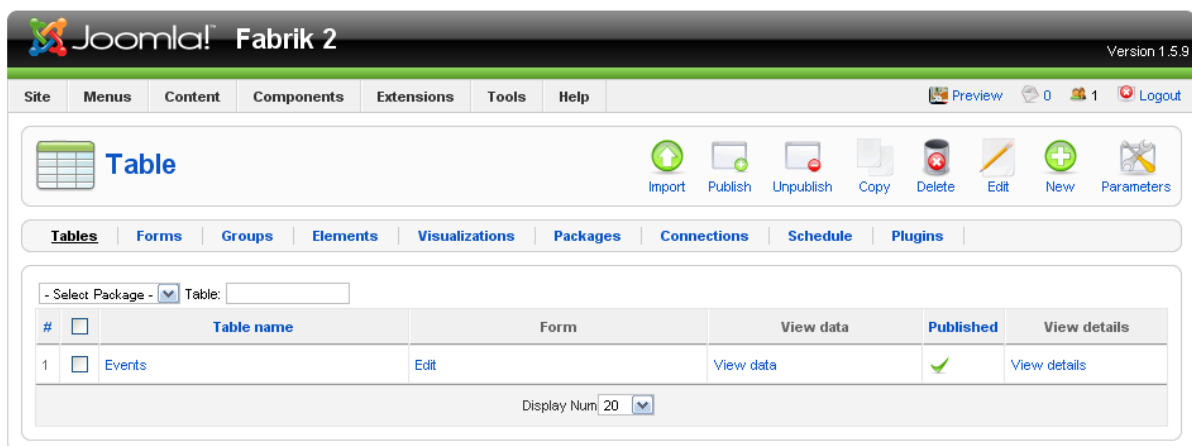 Joomla! Fabrik 2
Version 1.5.9
Site Menus Content Components Extensions Tools Help Preview 0 1 Logout
Table
Import Publish Unpublish Copy Delete Edit New Parameters
Tables Forms Groups Elements Visualizations Packages Connections Schedule Plugins
- Select Package - Table:
# Table name Form View data Published View details
1 Events Edit View data View details
Display Num 20